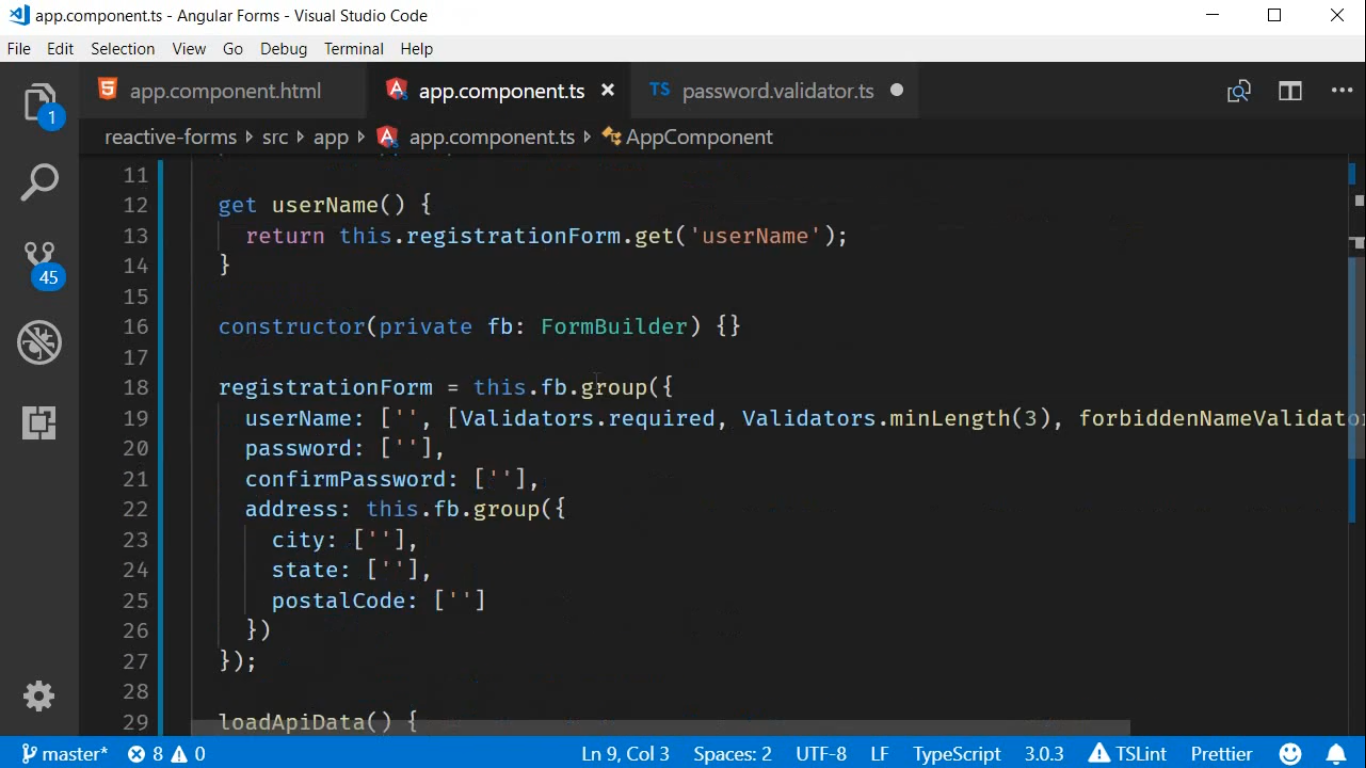 app.component.ts - Angular Forms - Visual Studio Code
File Edit Selection View Go Debug Terminal Help
1
45
app.component.html app.component.ts TS password.validator.ts
reactive-forms src app app.component.ts AppComponent
11
12 get userName() {
13 return this.registrationForm.get('userName');
14 }
15
16 constructor(private fb: FormBuilder) {}
17
18 registrationForm = this.fb.group({
19 userName: ['', [Validators.required, Validators.minLength(3), forbiddenNameValidato
20 password: [''],
21 confirmPassword: [''],
22 address: this.fb.group({
23 city: [''],
24 state: [''],
25 postalCode: ['']
26 })
27 });
28
29 loadApiData() {
master* 8 0 Ln 9, Col 3 Spaces: 2 UTF-8 LF TypeScript 3.0.3 TSLint Prettier